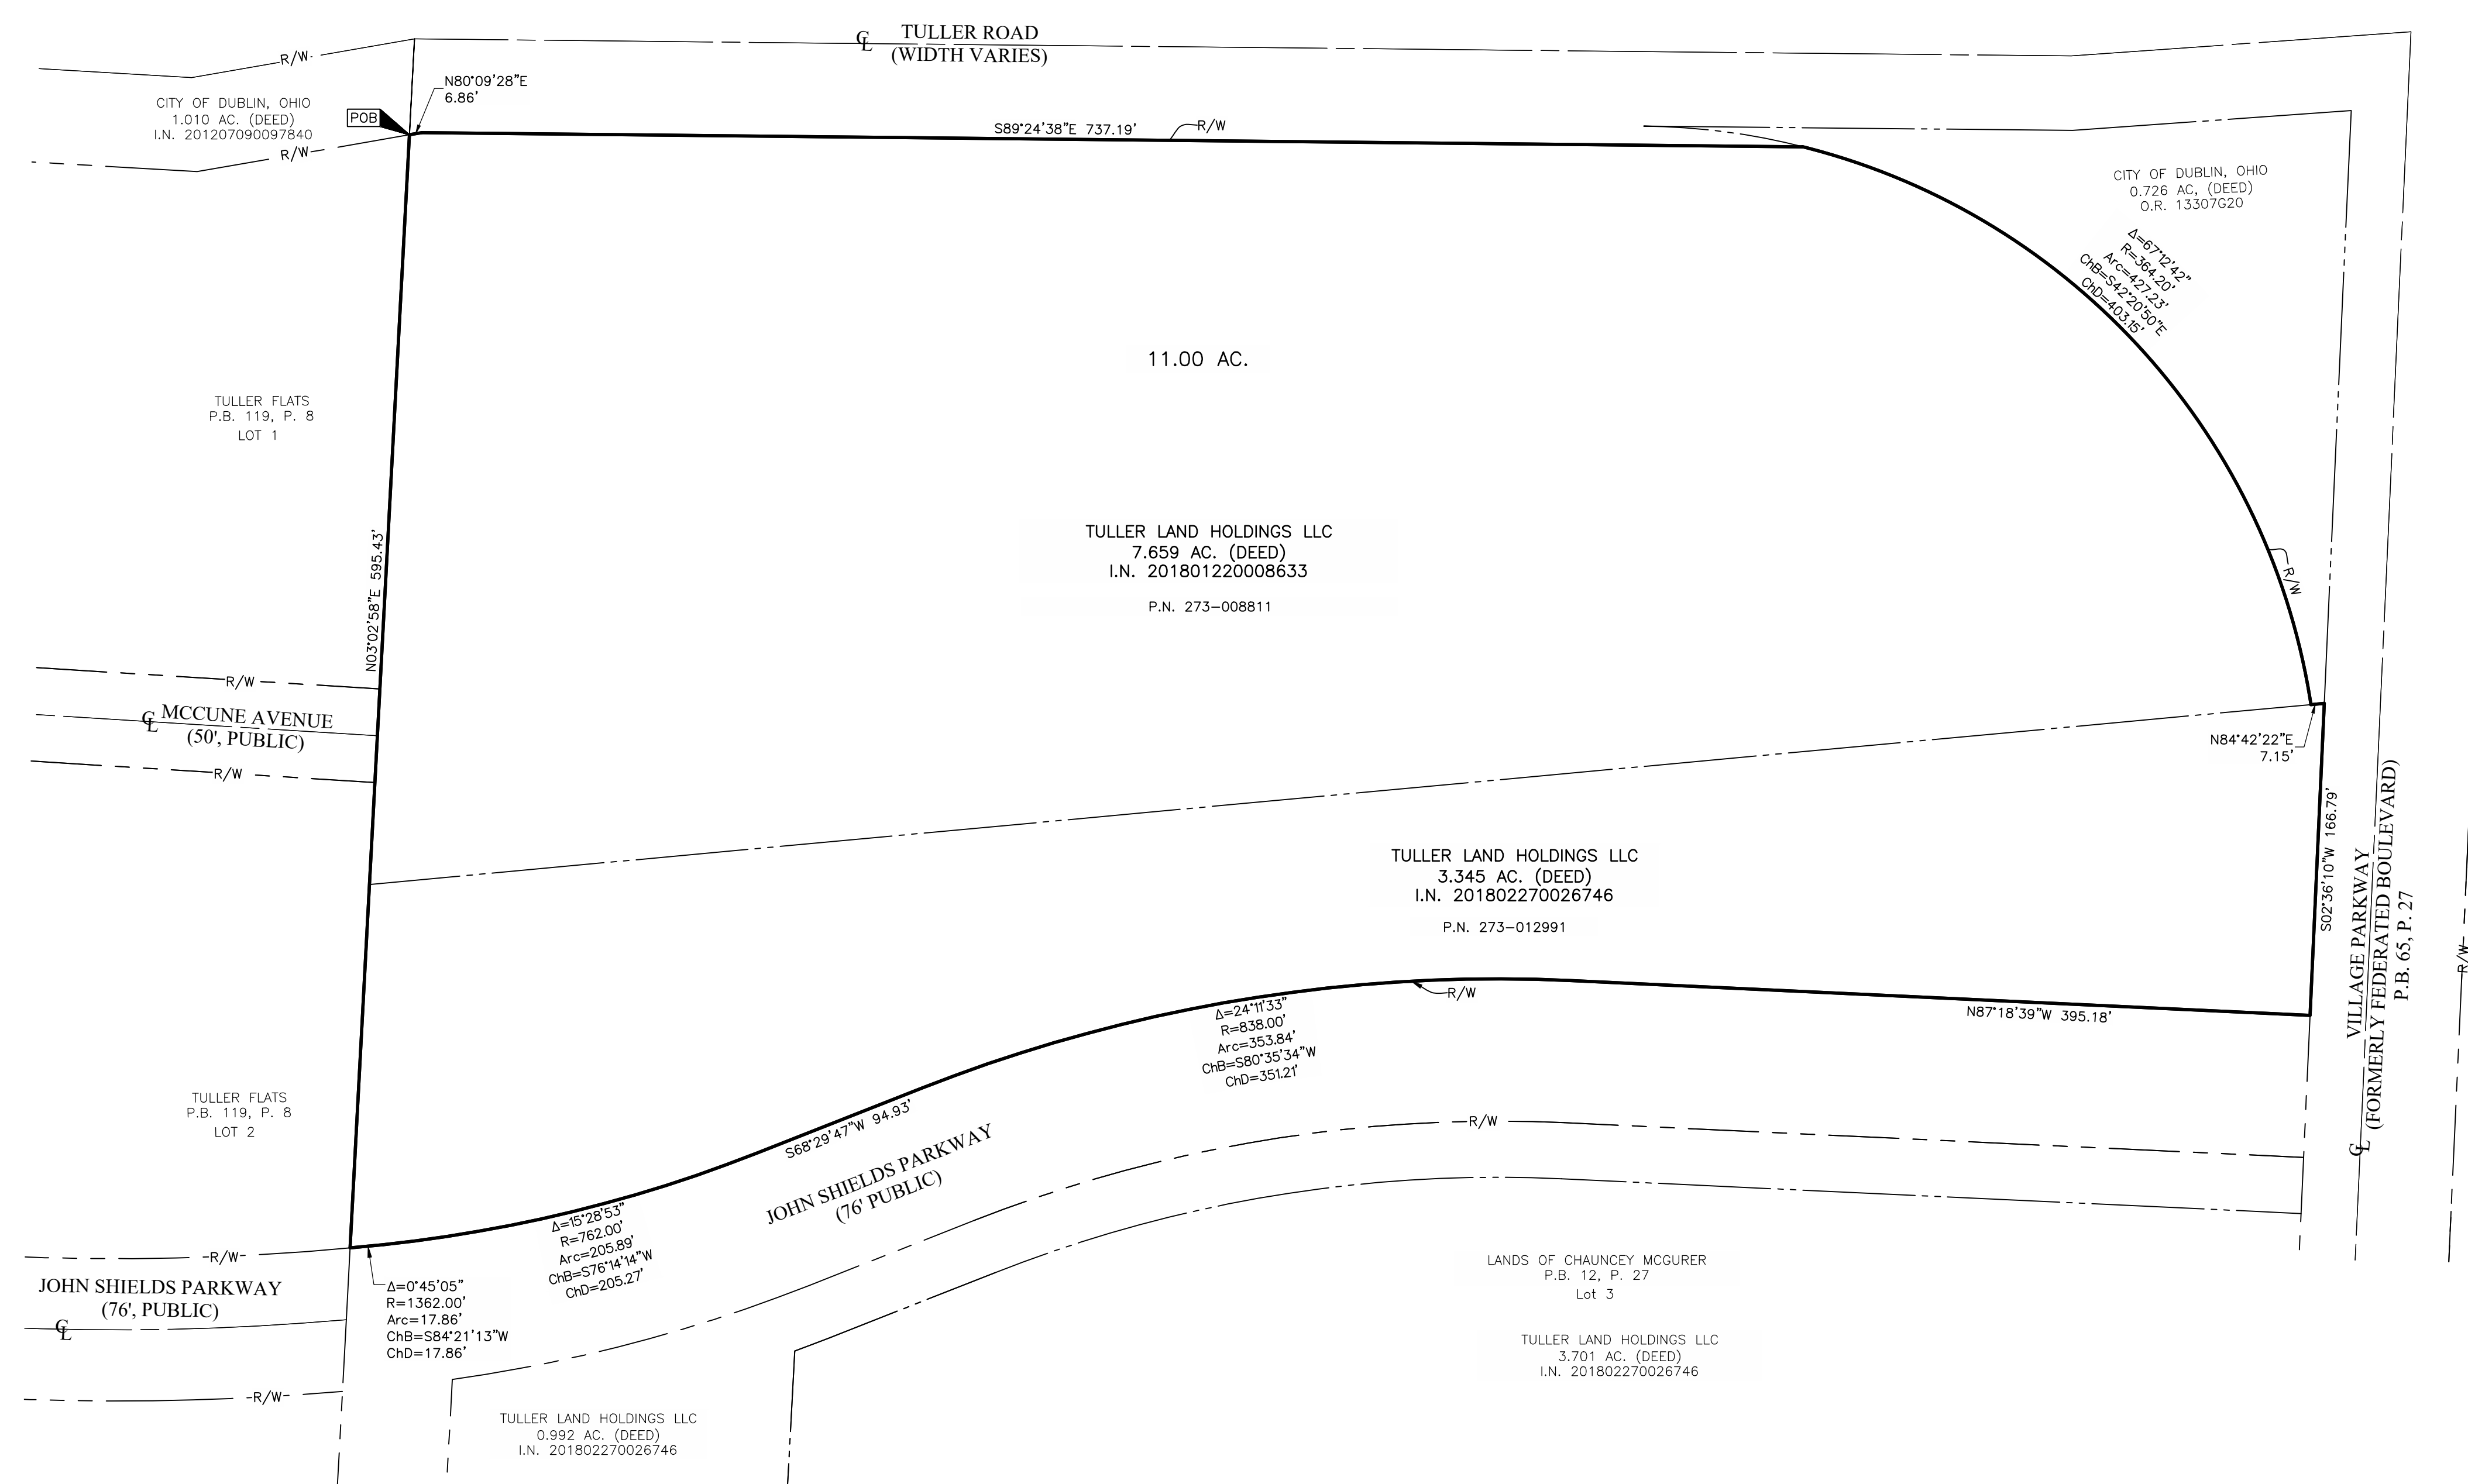 ℄ TULLER ROAD
(WIDTH VARIES)
R/W
N80°09'28"E
6.86'
CITY OF DUBLIN, OHIO
1.010 AC. (DEED)
I.N. 201207090097840
POB
R/W
S89°24'38"E 737.19'
R/W
CITY OF DUBLIN, OHIO
0.726 AC, (DEED)
O.R. 13307G20
Δ=67°12'42"
R=364.20'
Arc=427.23'
ChB=S42°20'50"E
ChD=403.15'
11.00 AC.
TULLER FLATS
P.B. 119, P. 8
LOT 1
TULLER LAND HOLDINGS LLC
7.659 AC. (DEED)
I.N. 201801220008633
P.N. 273-008811
R/W
N03°02'58"E 595.43'
R/W
℄ MCCUNE AVENUE
(50', PUBLIC)
R/W
N84°42'22"E
7.15'
S02°36'10"W 166.79'
VILLAGE PARKWAY
℄ (FORMERLY FEDERATED BOULEVARD)
P.B. 65, P. 27
R/W
TULLER LAND HOLDINGS LLC
3.345 AC. (DEED)
I.N. 201802270026746
P.N. 273-012991
R/W
N87°18'39"W 395.18'
Δ=24°11'33"
R=838.00'
Arc=353.84'
ChB=S80°35'34"W
ChD=351.21'
TULLER FLATS
P.B. 119, P. 8
LOT 2
S68°29'47"W 94.93'
R/W
JOHN SHIELDS PARKWAY
(76' PUBLIC)
Δ=15°28'53"
R=762.00'
Arc=205.89'
ChB=S76°14'14"W
ChD=205.27'
R/W
JOHN SHIELDS PARKWAY
(76', PUBLIC)
℄
Δ=0°45'05"
R=1362.00'
Arc=17.86'
ChB=S84°21'13"W
ChD=17.86'
R/W
LANDS OF CHAUNCEY MCGURER
P.B. 12, P. 27
Lot 3
TULLER LAND HOLDINGS LLC
3.701 AC. (DEED)
I.N. 201802270026746
TULLER LAND HOLDINGS LLC
0.992 AC. (DEED)
I.N. 201802270026746